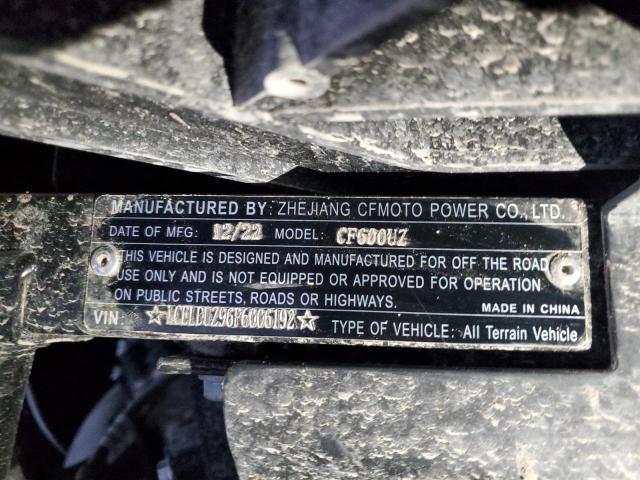 MANUFACTURED BY: ZHEJIANG CFMOTO POWER CO., LTD.
DATE OF MFG: 12/22 MODEL: CF600UZ
THIS VEHICLE IS DESIGNED AND MANUFACTURED FOR OFF THE ROAD
USE ONLY AND IS NOT EQUIPPED OR APPROVED FOR OPERATION
ON PUBLIC STREETS, ROADS OR HIGHWAYS.
MADE IN CHINA
VIN: TYPE OF VEHICLE: All Terrain Vehicle